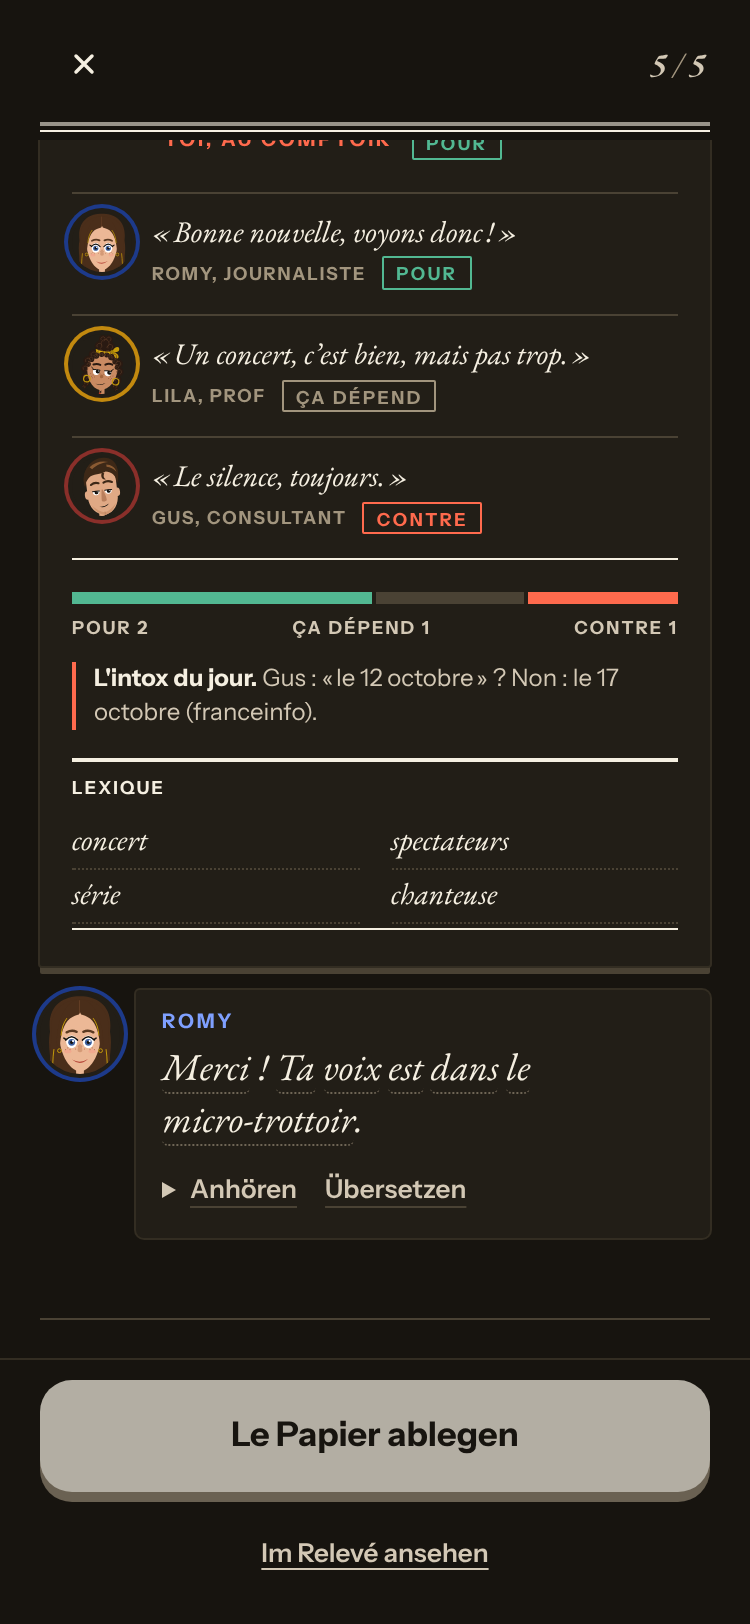 5/5
TOI, AU COMPTOIR POUR
« Bonne nouvelle, voyons donc ! »
ROMY, JOURNALISTE POUR
« Un concert, c’est bien, mais pas trop. »
LILA, PROF ÇA DÉPEND
« Le silence, toujours. »
GUS, CONSULTANT CONTRE
POUR 2 ÇA DÉPEND 1 CONTRE 1
L'intox du jour. Gus : « le 12 octobre » ? Non : le 17
octobre (franceinfo).
LEXIQUE
concert spectateurs
série chanteuse
ROMY
Merci ! Ta voix est dans le
micro-trottoir.
Anhören Übersetzen
Le Papier ablegen
Im Relevé ansehen